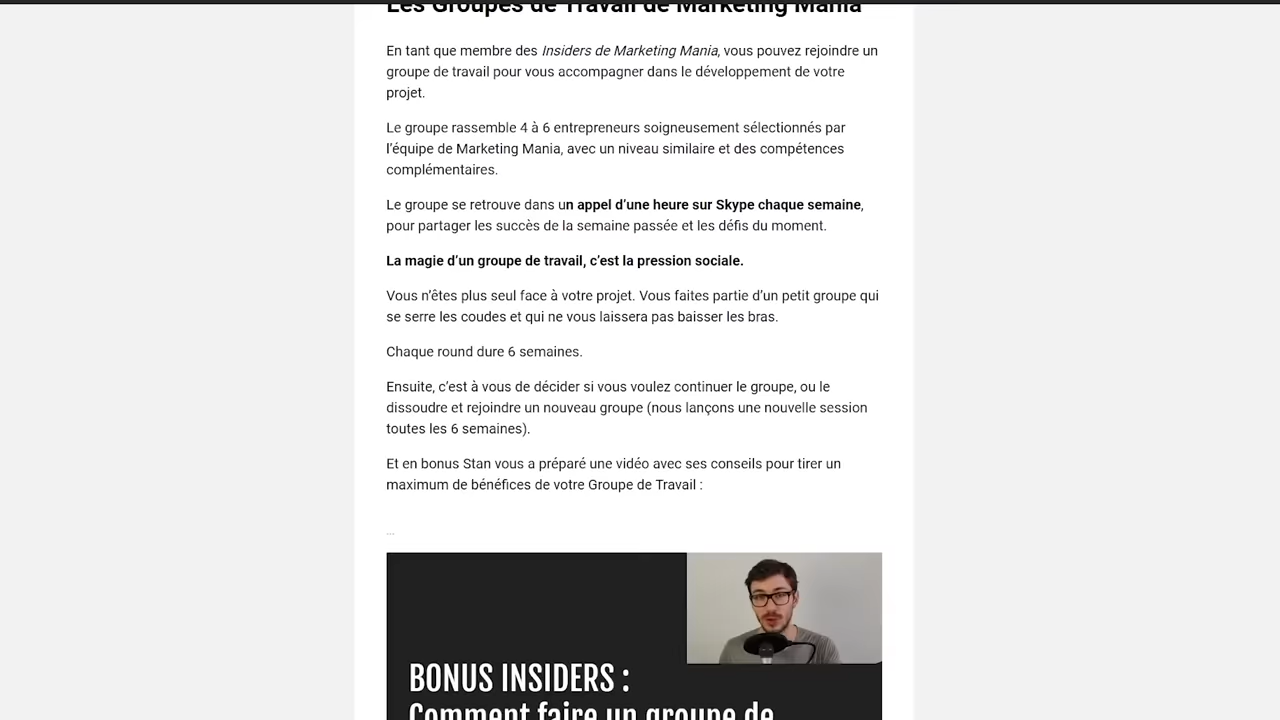 Les Groupes de Travail de Marketing Mania
En tant que membre des Insiders de Marketing Mania, vous pouvez rejoindre un
groupe de travail pour vous accompagner dans le développement de votre
projet.
Le groupe rassemble 4 à 6 entrepreneurs soigneusement sélectionnés par
l’équipe de Marketing Mania, avec un niveau similaire et des compétences
complémentaires.
Le groupe se retrouve dans un appel d’une heure sur Skype chaque semaine,
pour partager les succès de la semaine passée et les défis du moment.
La magie d’un groupe de travail, c’est la pression sociale.
Vous n’êtes plus seul face à votre projet. Vous faites partie d’un petit groupe qui
se serre les coudes et qui ne vous laissera pas baisser les bras.
Chaque round dure 6 semaines.
Ensuite, c’est à vous de décider si vous voulez continuer le groupe, ou le
dissoudre et rejoindre un nouveau groupe (nous lançons une nouvelle session
toutes les 6 semaines).
Et en bonus Stan vous a préparé une vidéo avec ses conseils pour tirer un
maximum de bénéfices de votre Groupe de Travail :
...
BONUS INSIDERS :
Comment faire un groupe de